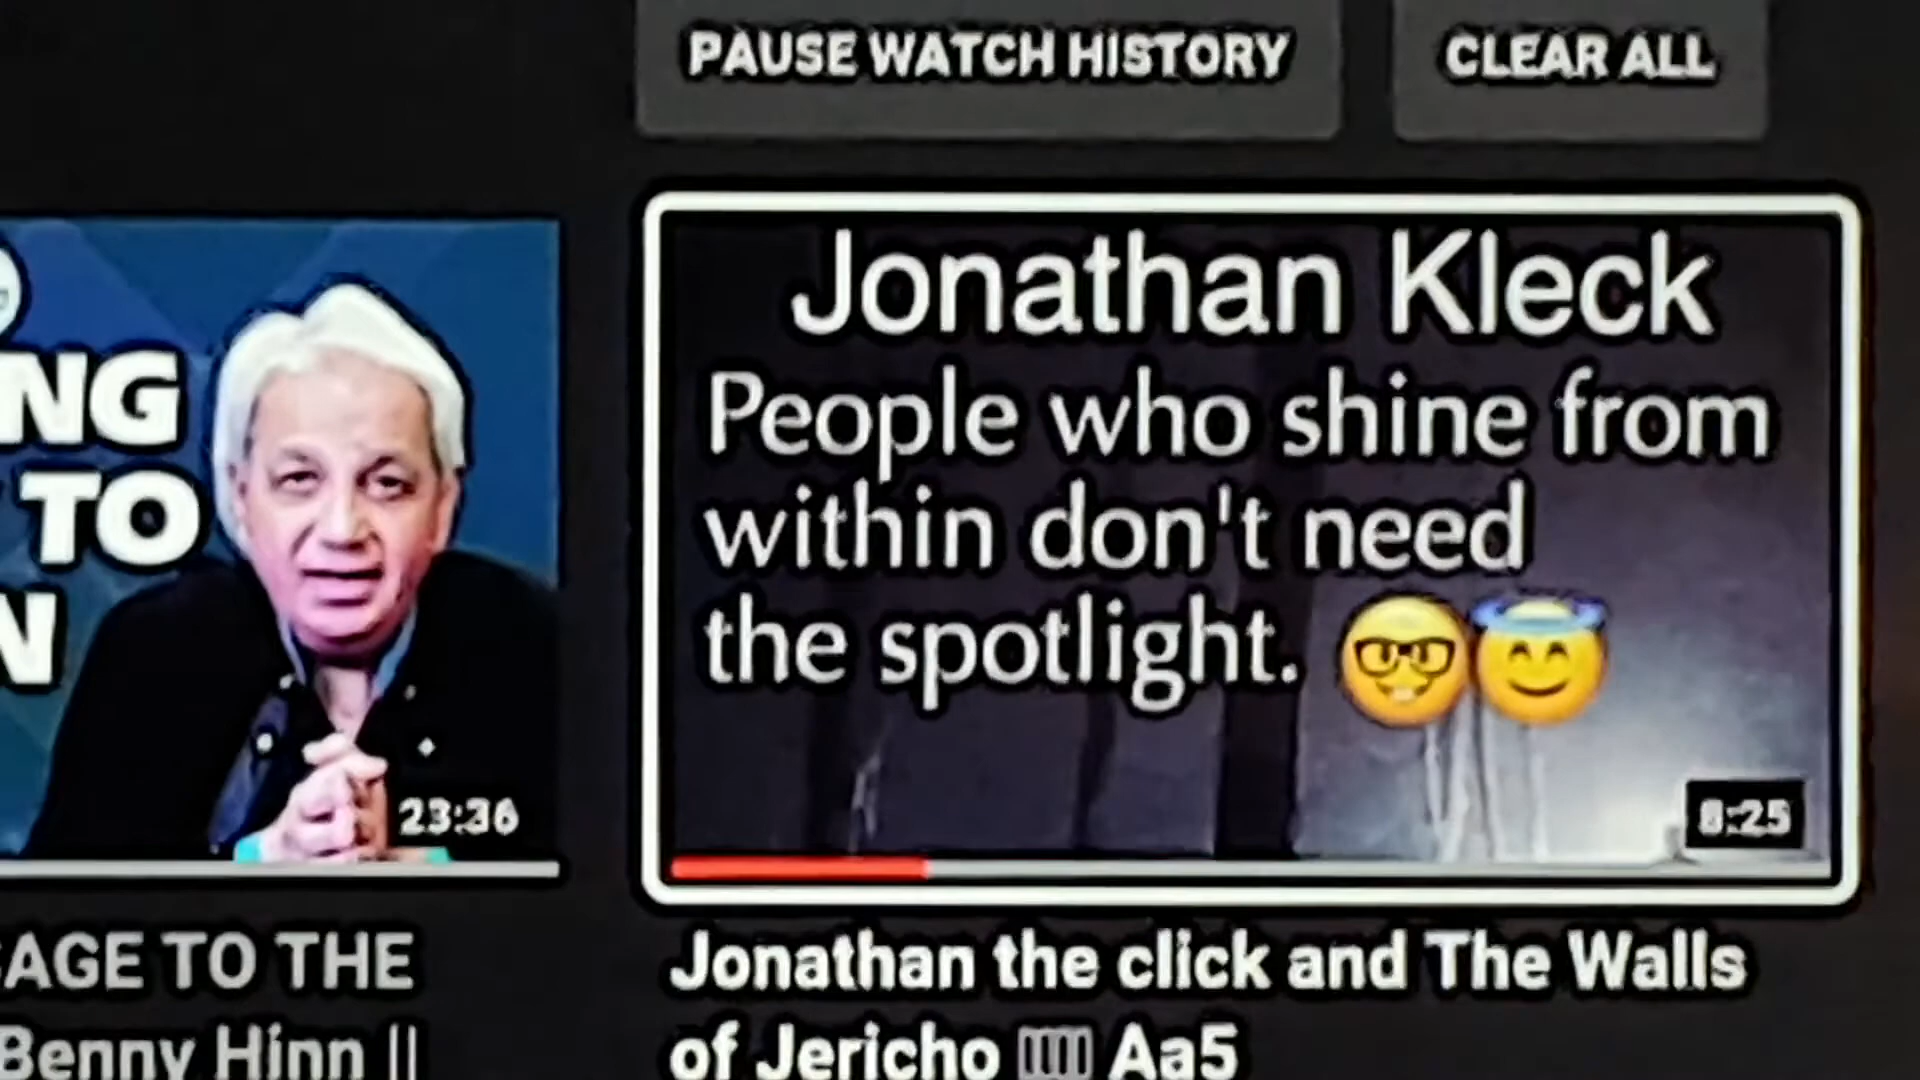 PAUSE WATCH HISTORY
CLEAR ALL
NG
TO
N
23:36
AGE TO THE
Benny Hinn ||
Jonathan Kleck
People who shine from
within don't need
the spotlight. 🤓😇
8:25
Jonathan the click and The Walls
of Jericho ▯▯▯▯ Aa5